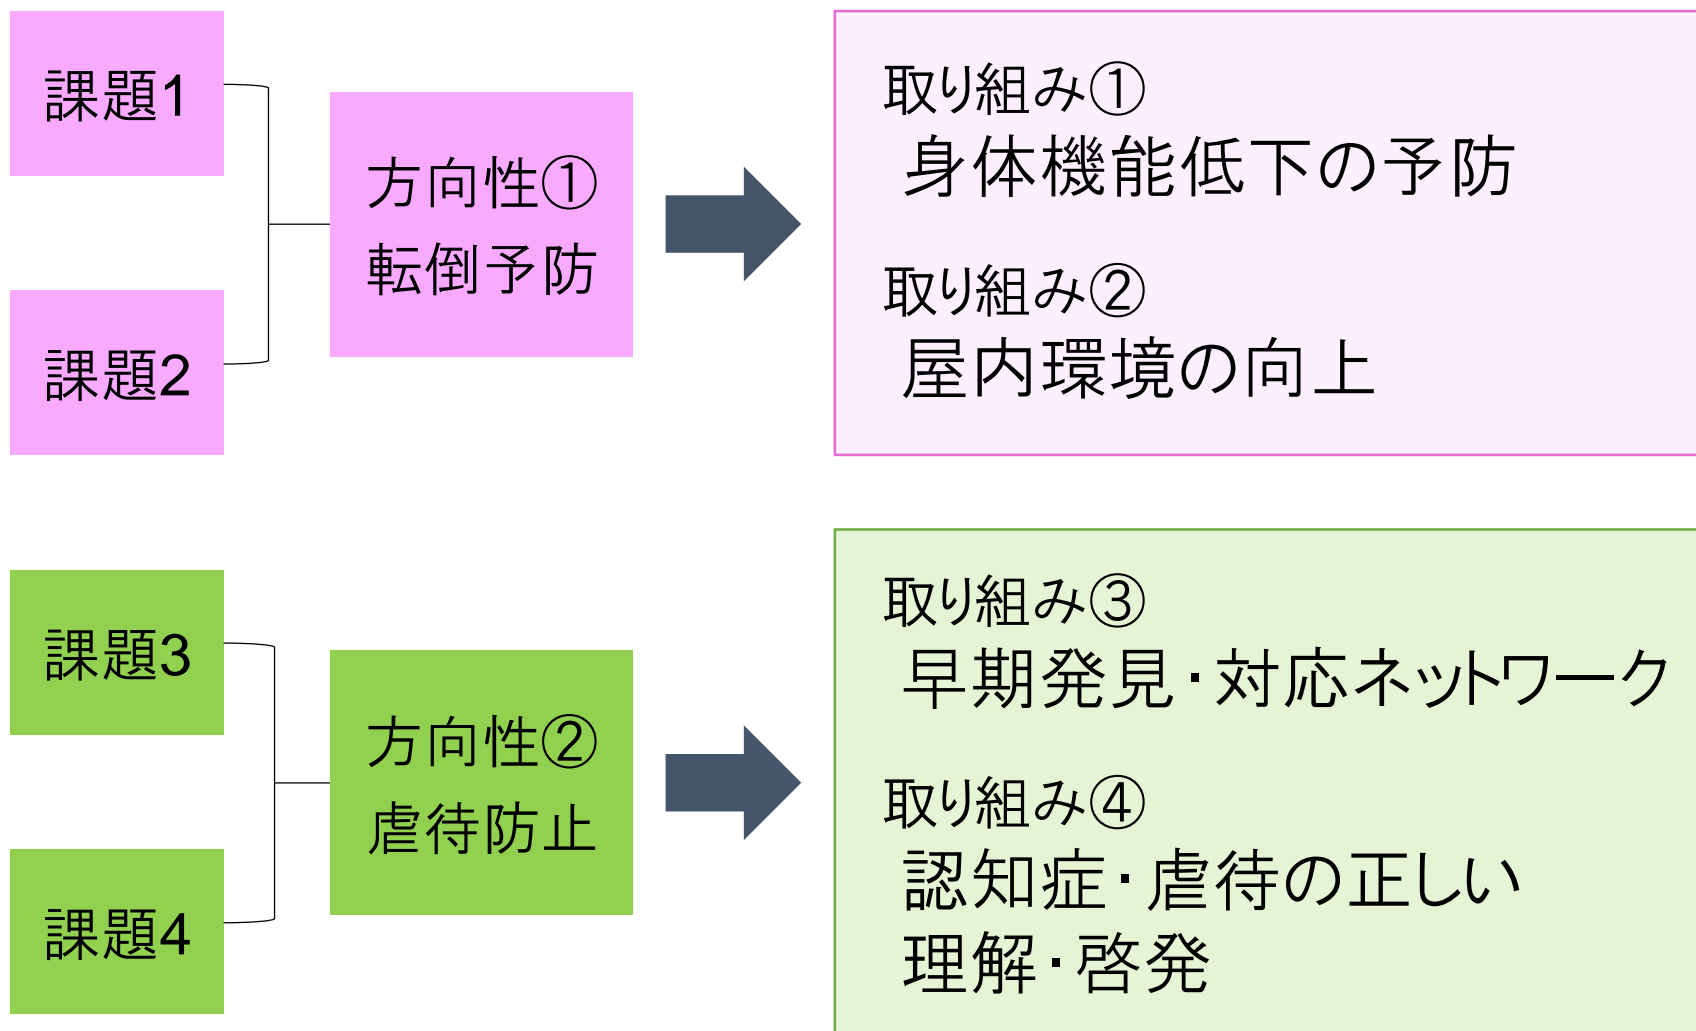 課題1
課題2
方向性①
転倒予防
取り組み①
身体機能低下の予防
取り組み②
屋内環境の向上
課題3
課題4
方向性②
虐待防止
取り組み③
早期発見・対応ネットワーク
取り組み④
認知症・虐待の正しい
理解・啓発